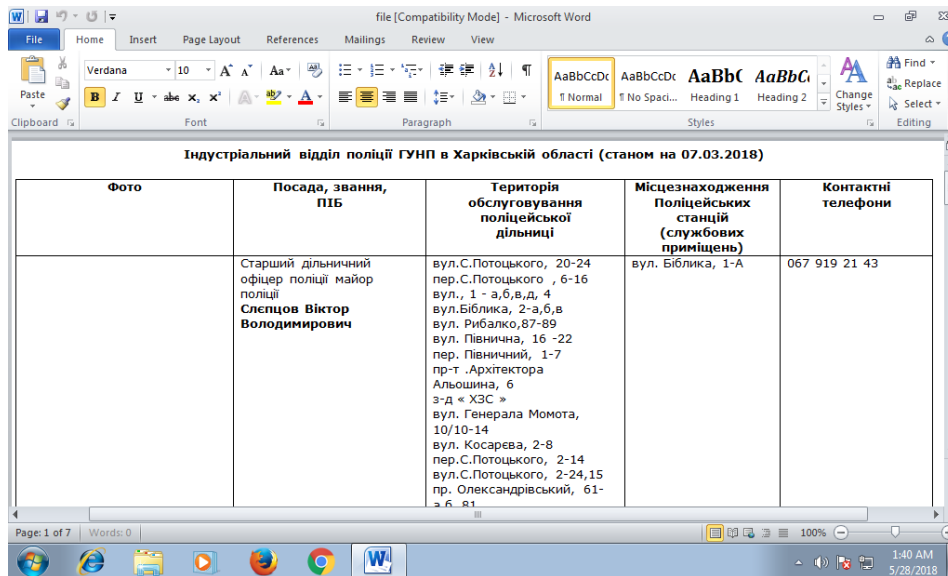 file [Compatibility Mode] - Microsoft Word
File Home Insert Page Layout References Mailings Review View
Paste
Verdana 10
AaBbCcDc AaBbCcDc AaBbC AaBbCc
¶ Normal ¶ No Spaci... Heading 1 Heading 2
Change Styles
Find
Replace
Select
Clipboard Font Paragraph Styles Editing
Індустріальний відділ поліції ГУНП в Харківській області (станом на 07.03.2018)
Фото
Посада, звання,
ПІБ
Територія
обслуговування
поліцейської
дільниці
Місцезнаходження
Поліцейських
станцій
(службових
приміщень)
Контактні
телефони
Старший дільничний
офіцер поліції майор
поліції
Слєпцов Віктор
Володимирович
вул.С.Потоцького, 20-24
пер.С.Потоцького , 6-16
вул., 1 - а,б,в,д, 4
вул.Біблика, 2-а,б,в
вул. Рибалко,87-89
вул. Північна, 16 -22
пер. Північний, 1-7
пр-т .Архітектора
Альошина, 6
з-д « ХЗС »
вул. Генерала Момота,
10/10-14
вул. Косарєва, 2-8
пер.С.Потоцького, 2-14
вул.С.Потоцького, 2-24,15
пр. Олександрівський, 61-
а,б, 81
вул. Біблика, 1-А
067 919 21 43
Page: 1 of 7 Words: 0 100%
1:40 AM
5/28/2018